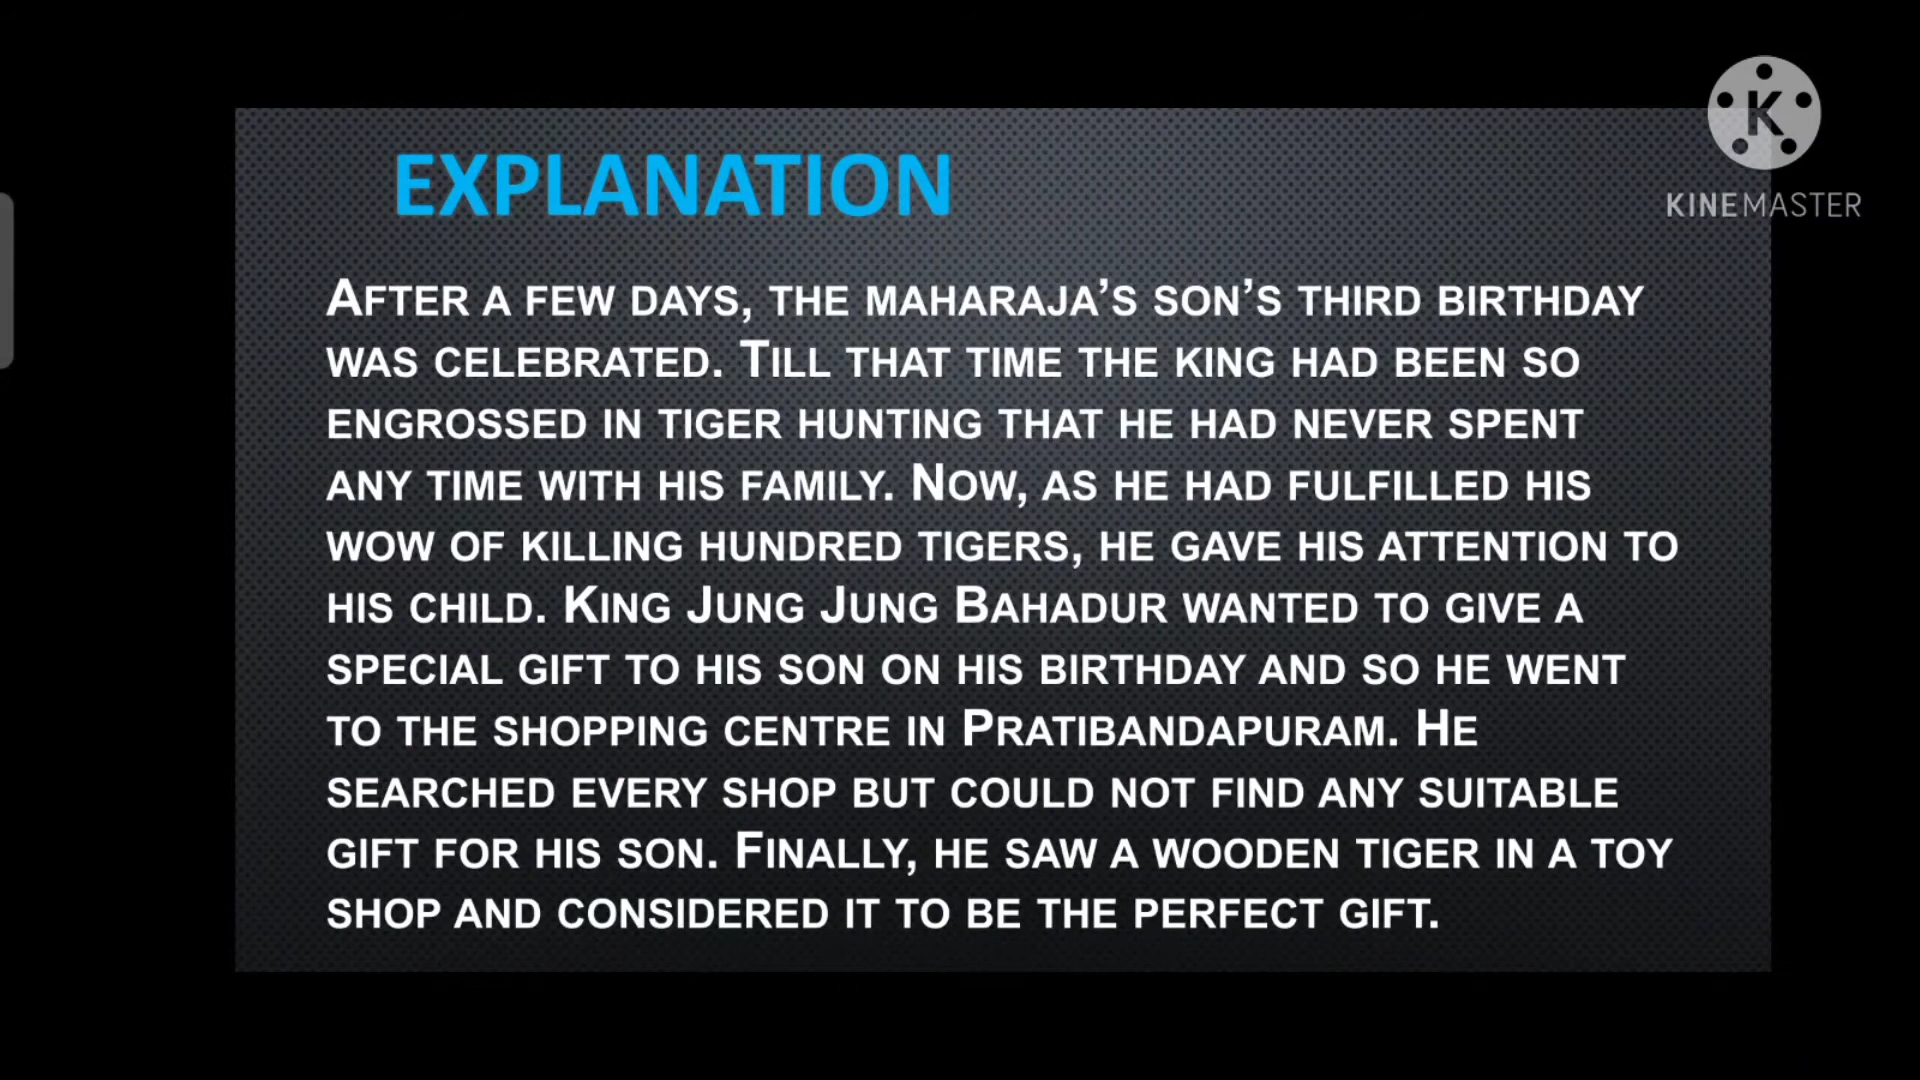 EXPLANATION
K
KINEMASTER
AFTER A FEW DAYS, THE MAHARAJA’S SON’S THIRD BIRTHDAY
WAS CELEBRATED. TILL THAT TIME THE KING HAD BEEN SO
ENGROSSED IN TIGER HUNTING THAT HE HAD NEVER SPENT
ANY TIME WITH HIS FAMILY. NOW, AS HE HAD FULFILLED HIS
WOW OF KILLING HUNDRED TIGERS, HE GAVE HIS ATTENTION TO
HIS CHILD. KING JUNG JUNG BAHADUR WANTED TO GIVE A
SPECIAL GIFT TO HIS SON ON HIS BIRTHDAY AND SO HE WENT
TO THE SHOPPING CENTRE IN PRATIBANDAPURAM. HE
SEARCHED EVERY SHOP BUT COULD NOT FIND ANY SUITABLE
GIFT FOR HIS SON. FINALLY, HE SAW A WOODEN TIGER IN A TOY
SHOP AND CONSIDERED IT TO BE THE PERFECT GIFT.